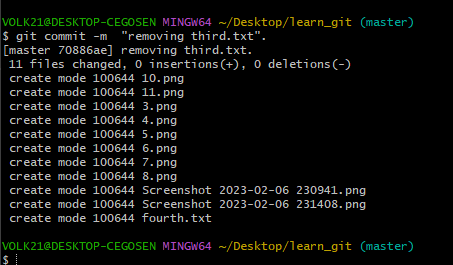 VOLK21@DESKTOP-CEGOSEN MINGW64 ~/Desktop/learn_git (master)
$ git commit -m  "removing third.txt".
[master 70886ae] removing third.txt.
 11 files changed, 0 insertions(+), 0 deletions(-)
 create mode 100644 10.png
 create mode 100644 11.png
 create mode 100644 3.png
 create mode 100644 4.png
 create mode 100644 5.png
 create mode 100644 6.png
 create mode 100644 7.png
 create mode 100644 8.png
 create mode 100644 Screenshot 2023-02-06 230941.png
 create mode 100644 Screenshot 2023-02-06 231408.png
 create mode 100644 fourth.txt
VOLK21@DESKTOP-CEGOSEN MINGW64 ~/Desktop/learn_git (master)
$